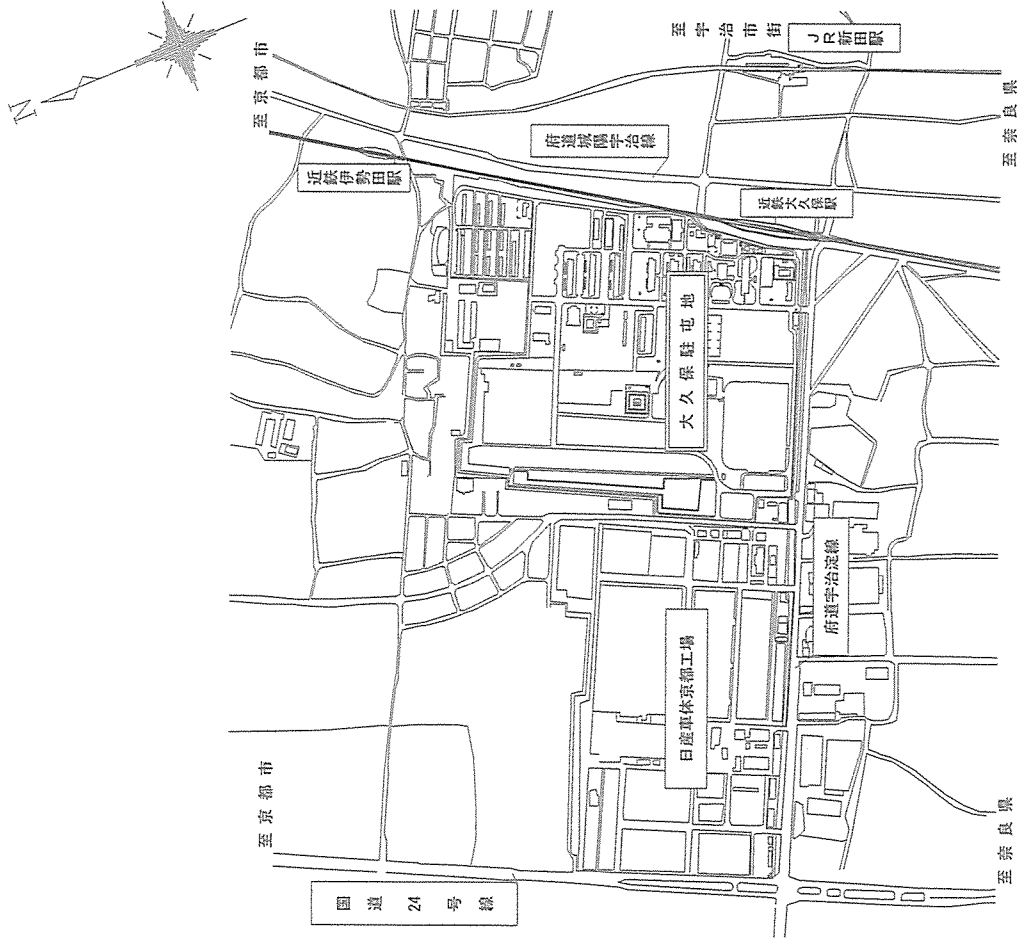 N
至京都市
至宇治市街
JR新田駅
近鉄伊勢田駅
府道城陽宇治線
近鉄大久保駅
至奈良県
大久保駐屯地
府道宇治淀線
日産車体京都工場
至京都市
国道24号線
至奈良県